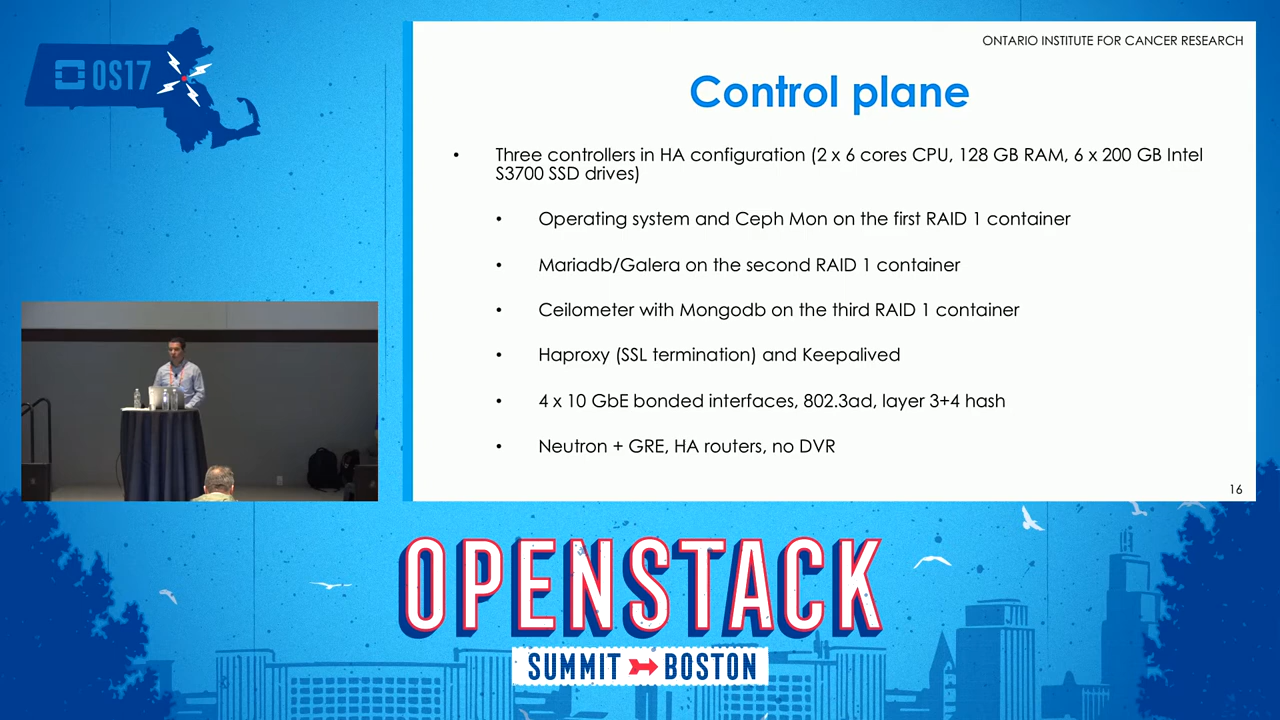 OS17
ONTARIO INSTITUTE FOR CANCER RESEARCH
Control plane
• Three controllers in HA configuration (2 x 6 cores CPU, 128 GB RAM, 6 x 200 GB Intel
S3700 SSD drives)
• Operating system and Ceph Mon on the first RAID 1 container
• Mariadb/Galera on the second RAID 1 container
• Ceilometer with Mongodb on the third RAID 1 container
• Haproxy (SSL termination) and Keepalived
• 4 x 10 GbE bonded interfaces, 802.3ad, layer 3+4 hash
• Neutron + GRE, HA routers, no DVR
16
OPENSTACK
SUMMIT BOSTON